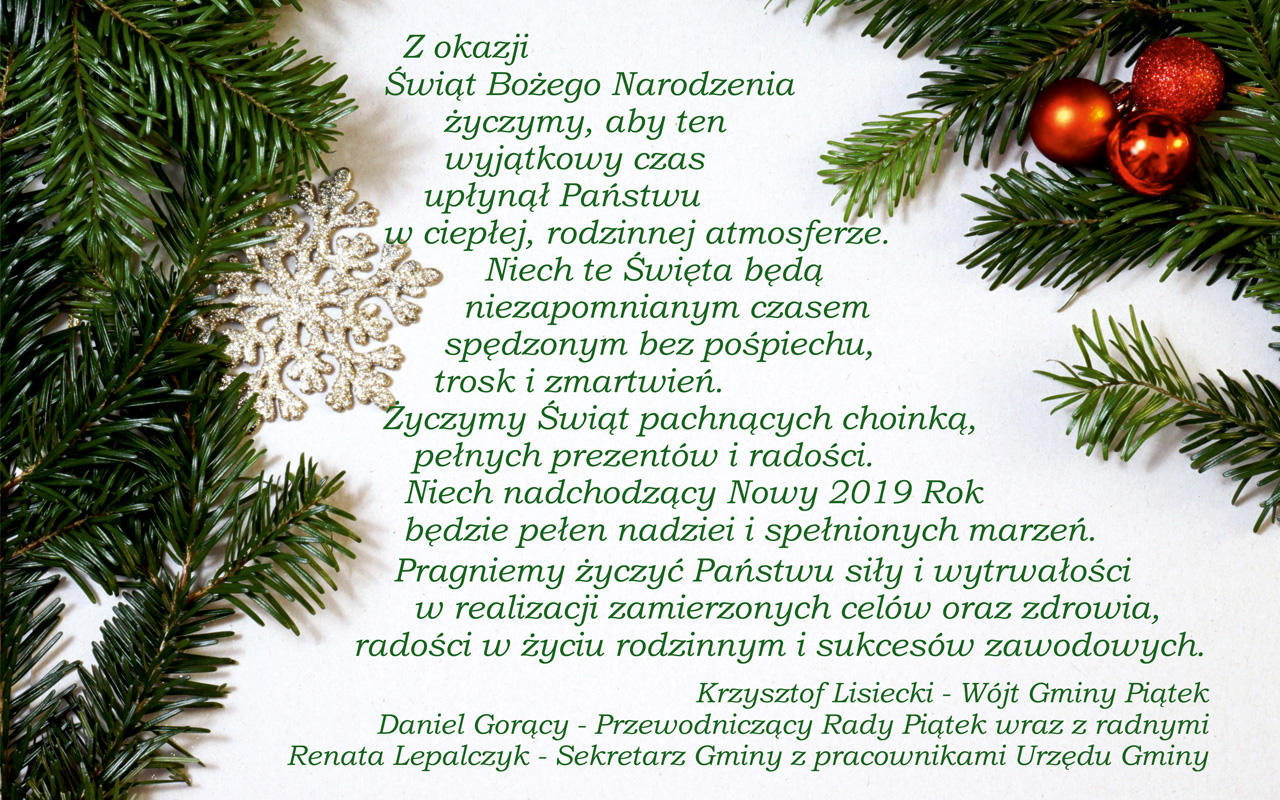 Z okazji
Świąt Bożego Narodzenia
życzymy, aby ten
wyjątkowy czas
upłynął Państwu
w ciepłej, rodzinnej atmosferze.
Niech te Święta będą
niezapomnianym czasem
spędzonym bez pośpiechu,
trosk i zmartwień.
Życzymy Świąt pachnących choinką,
pełnych prezentów i radości.
Niech nadchodzący Nowy 2019 Rok
będzie pełen nadziei i spełnionych marzeń.
Pragniemy życzyć Państwu siły i wytrwałości
w realizacji zamierzonych celów oraz zdrowia,
radości w życiu rodzinnym i sukcesów zawodowych.
Krzysztof Lisiecki - Wójt Gminy Piątek
Daniel Gorący - Przewodniczący Rady Piątek wraz z radnymi
Renata Lepalczyk - Sekretarz Gminy z pracownikami Urzędu Gminy